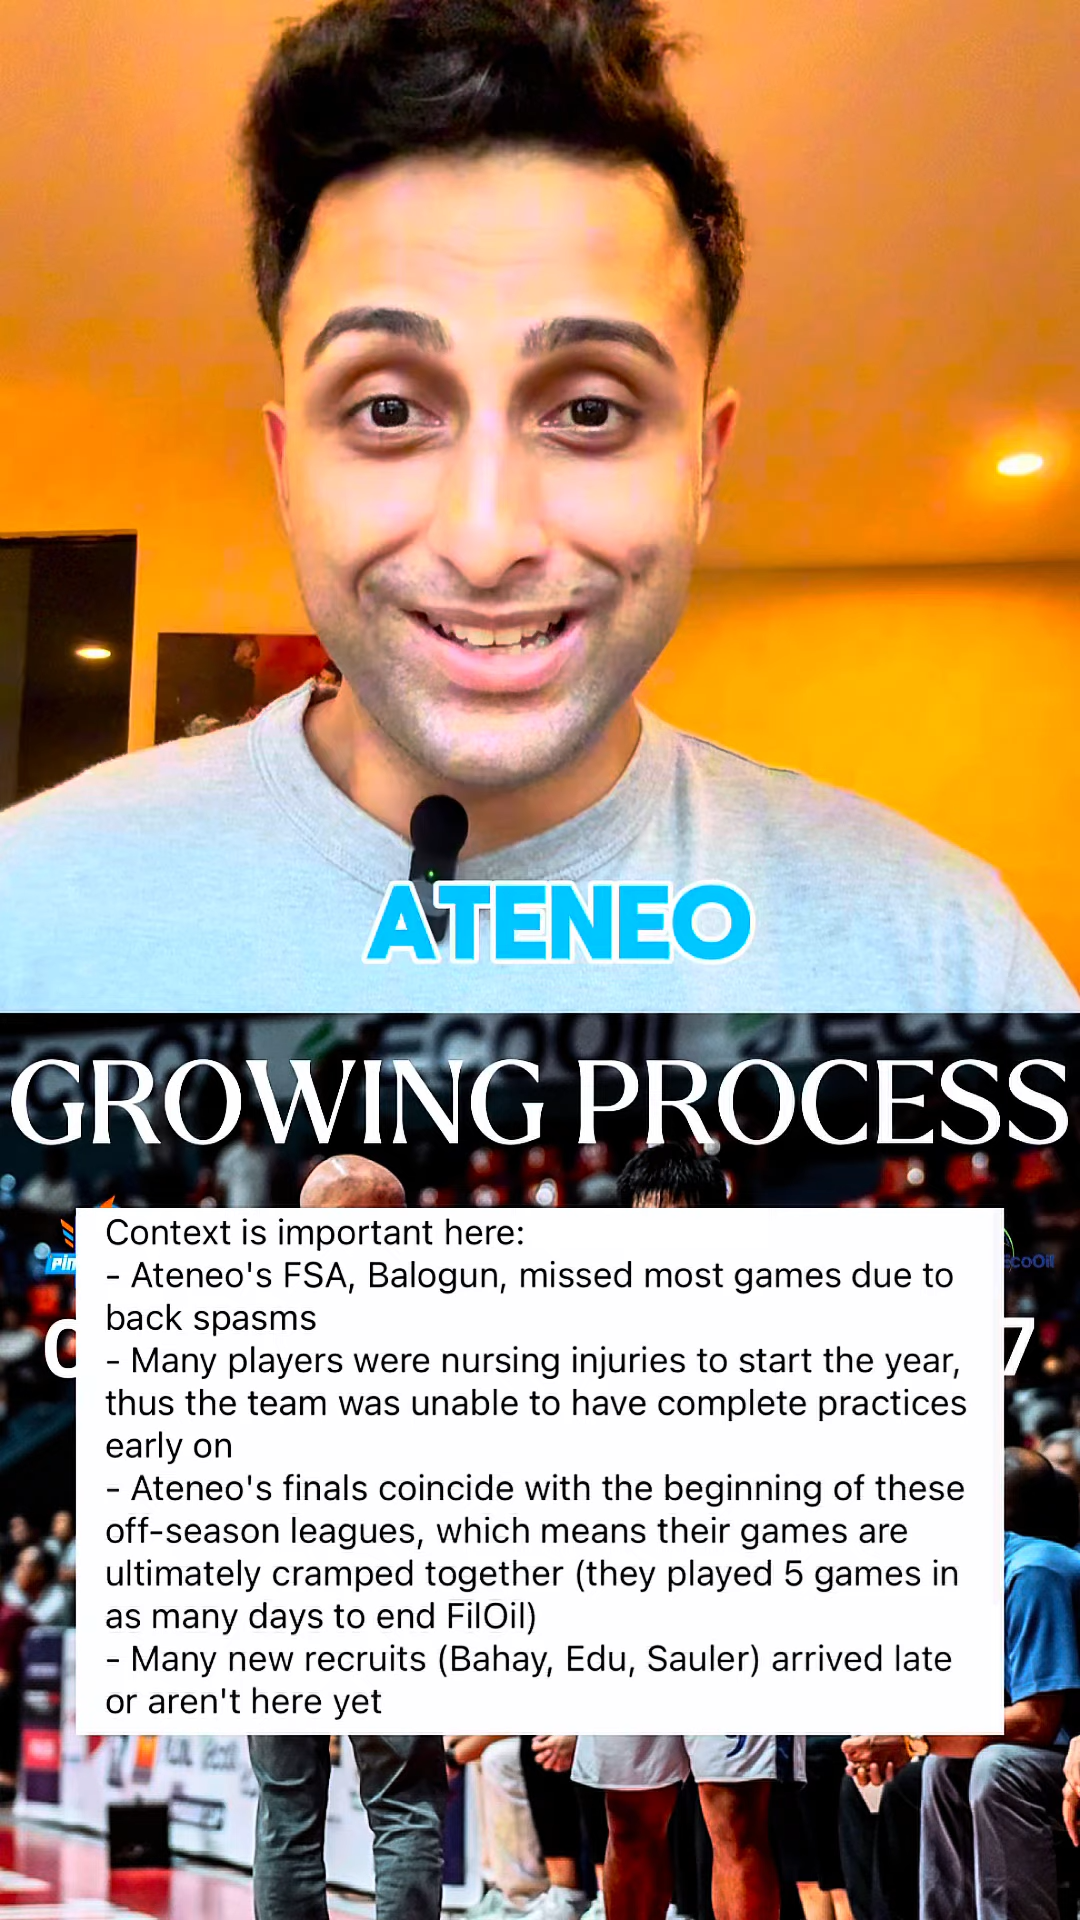 ATENEO
EcoOil
GROWING PROCESS
Context is important here:
- Ateneo's FSA, Balogun, missed most games due to
back spasms
- Many players were nursing injuries to start the year,
thus the team was unable to have complete practices
early on
- Ateneo's finals coincide with the beginning of these
off-season leagues, which means their games are
ultimately cramped together (they played 5 games in
as many days to end FilOil)
- Many new recruits (Bahay, Edu, Sauler) arrived late
or aren't here yet
EcoOil
7